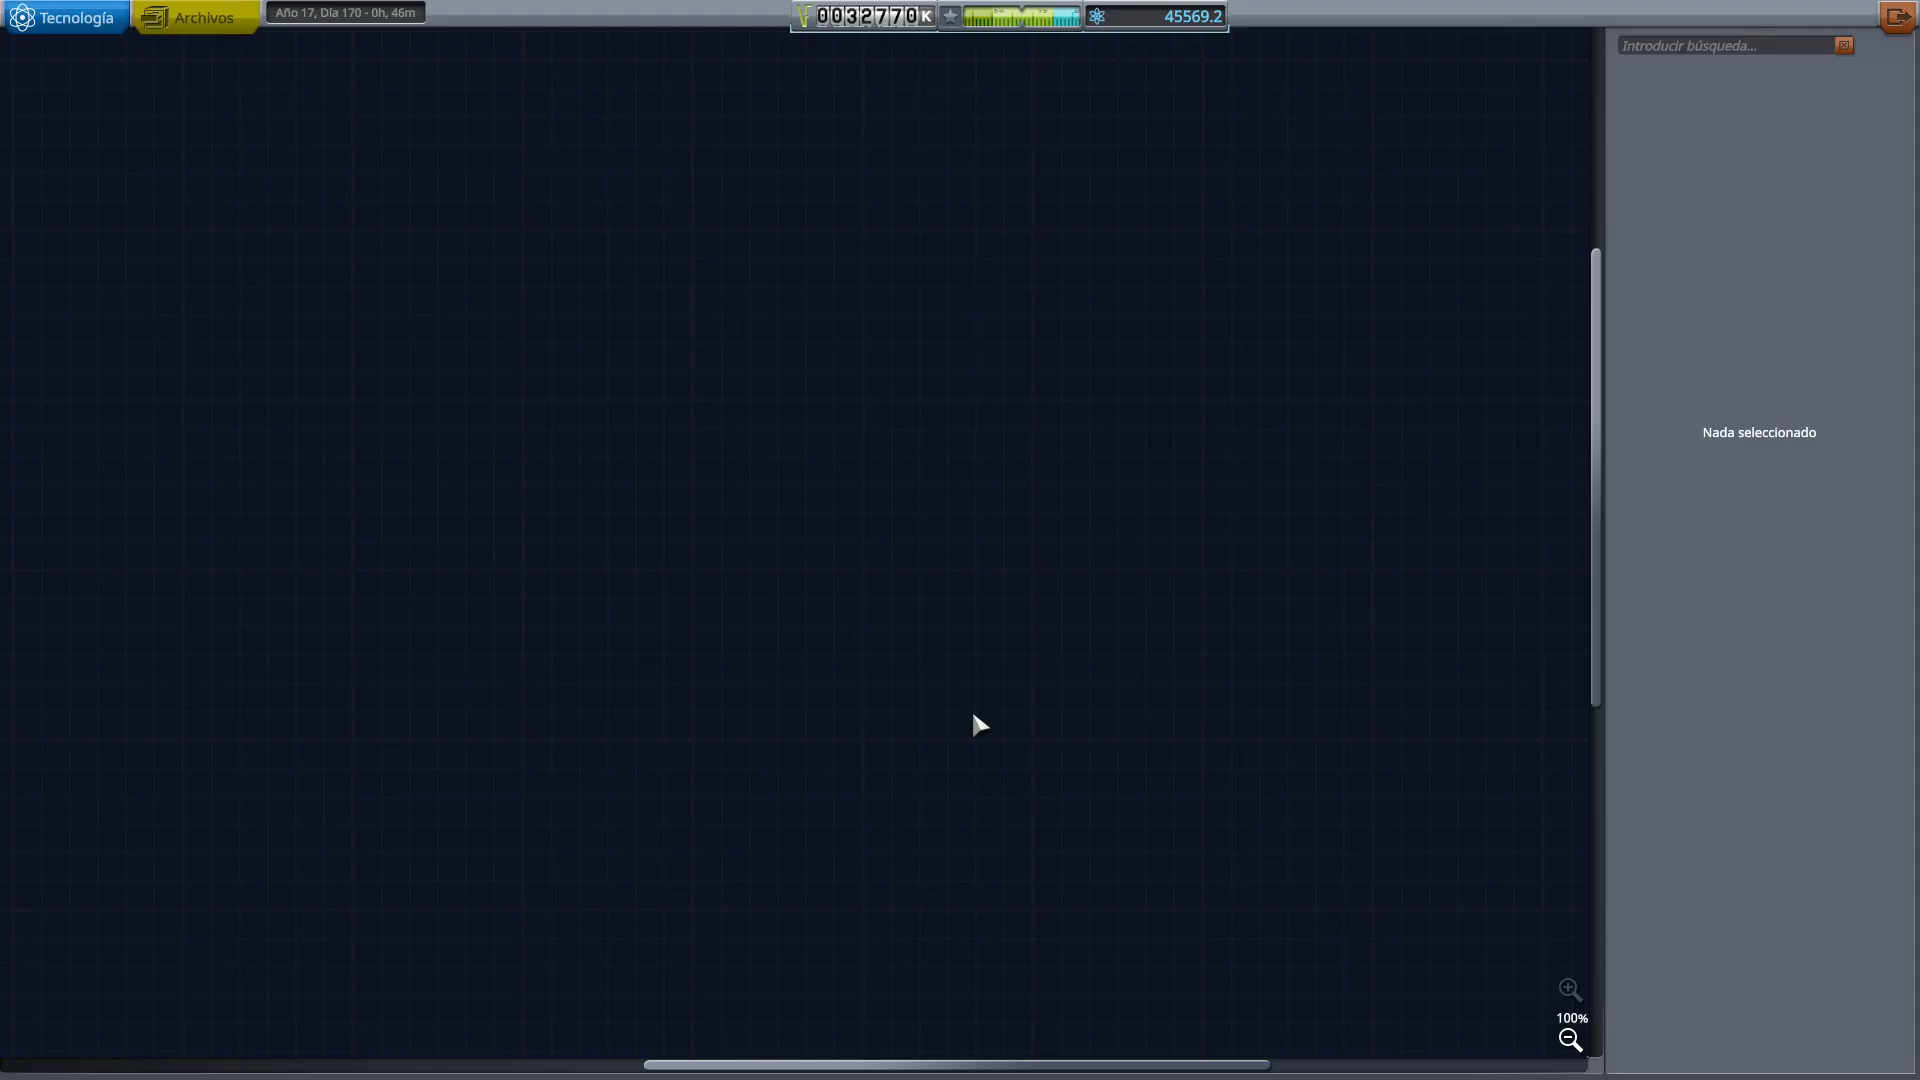 Tecnología
Archivos
Año 17, Día 170 - 0h, 46m
0032770K
45569.2
Introducir búsqueda...
Nada seleccionado
100%